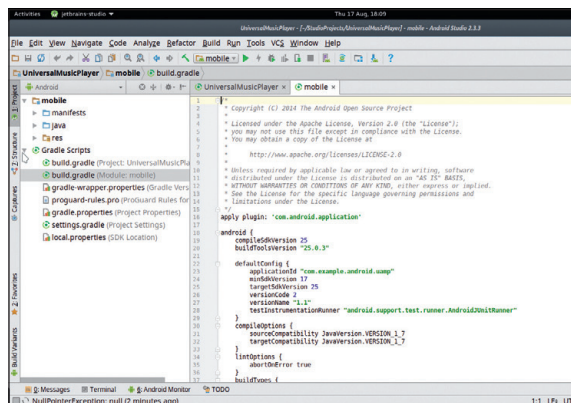 Activities jetbrains-studio Thu 17 Aug, 18:09
UniversalMusicPlayer - [~/StudioProjects/UniversalMusicPlayer] - mobile - Android Studio 2.3.3
File Edit View Navigate Code Analyze Refactor Build Run Tools VCS Window Help
mobile
UniversalMusicPlayer mobile build.gradle
Android
UniversalMusicPlayer × mobile ×
1: Project
Z: Structure
Captures
2: Favorites
Build Variants
mobile
manifests
java
res
Gradle Scripts
build.gradle (Project: UniversalMusicPla
build.gradle (Module: mobile)
gradle-wrapper.properties (Gradle Vers
proguard-rules.pro (ProGuard Rules for
gradle.properties (Project Properties)
settings.gradle (Project Settings)
local.properties (SDK Location)
/*
* Copyright (C) 2014 The Android Open Source Project
*
* Licensed under the Apache License, Version 2.0 (the "License");
* you may not use this file except in compliance with the License.
* You may obtain a copy of the License at
*
* http://www.apache.org/licenses/LICENSE-2.0
*
* Unless required by applicable law or agreed to in writing, software
* distributed under the License is distributed on an "AS IS" BASIS,
* WITHOUT WARRANTIES OR CONDITIONS OF ANY KIND, either express or implied.
* See the License for the specific language governing permissions and
* limitations under the License.
*/
apply plugin: 'com.android.application'
android {
compileSdkVersion 25
buildToolsVersion "25.0.3"
defaultConfig {
applicationId "com.example.android.uamp"
minSdkVersion 17
targetSdkVersion 25
versionCode 2
versionName "1.1"
testInstrumentationRunner "android.support.test.runner.AndroidJUnitRunner"
}
compileOptions {
sourceCompatibility JavaVersion.VERSION_1_7
targetCompatibility JavaVersion.VERSION_1_7
}
lintOptions {
abortOnError true
}
buildTypes {
0: Messages Terminal 6: Android Monitor TODO
NullPointerException: null (2 minutes ago) 1:1 LF÷ UT